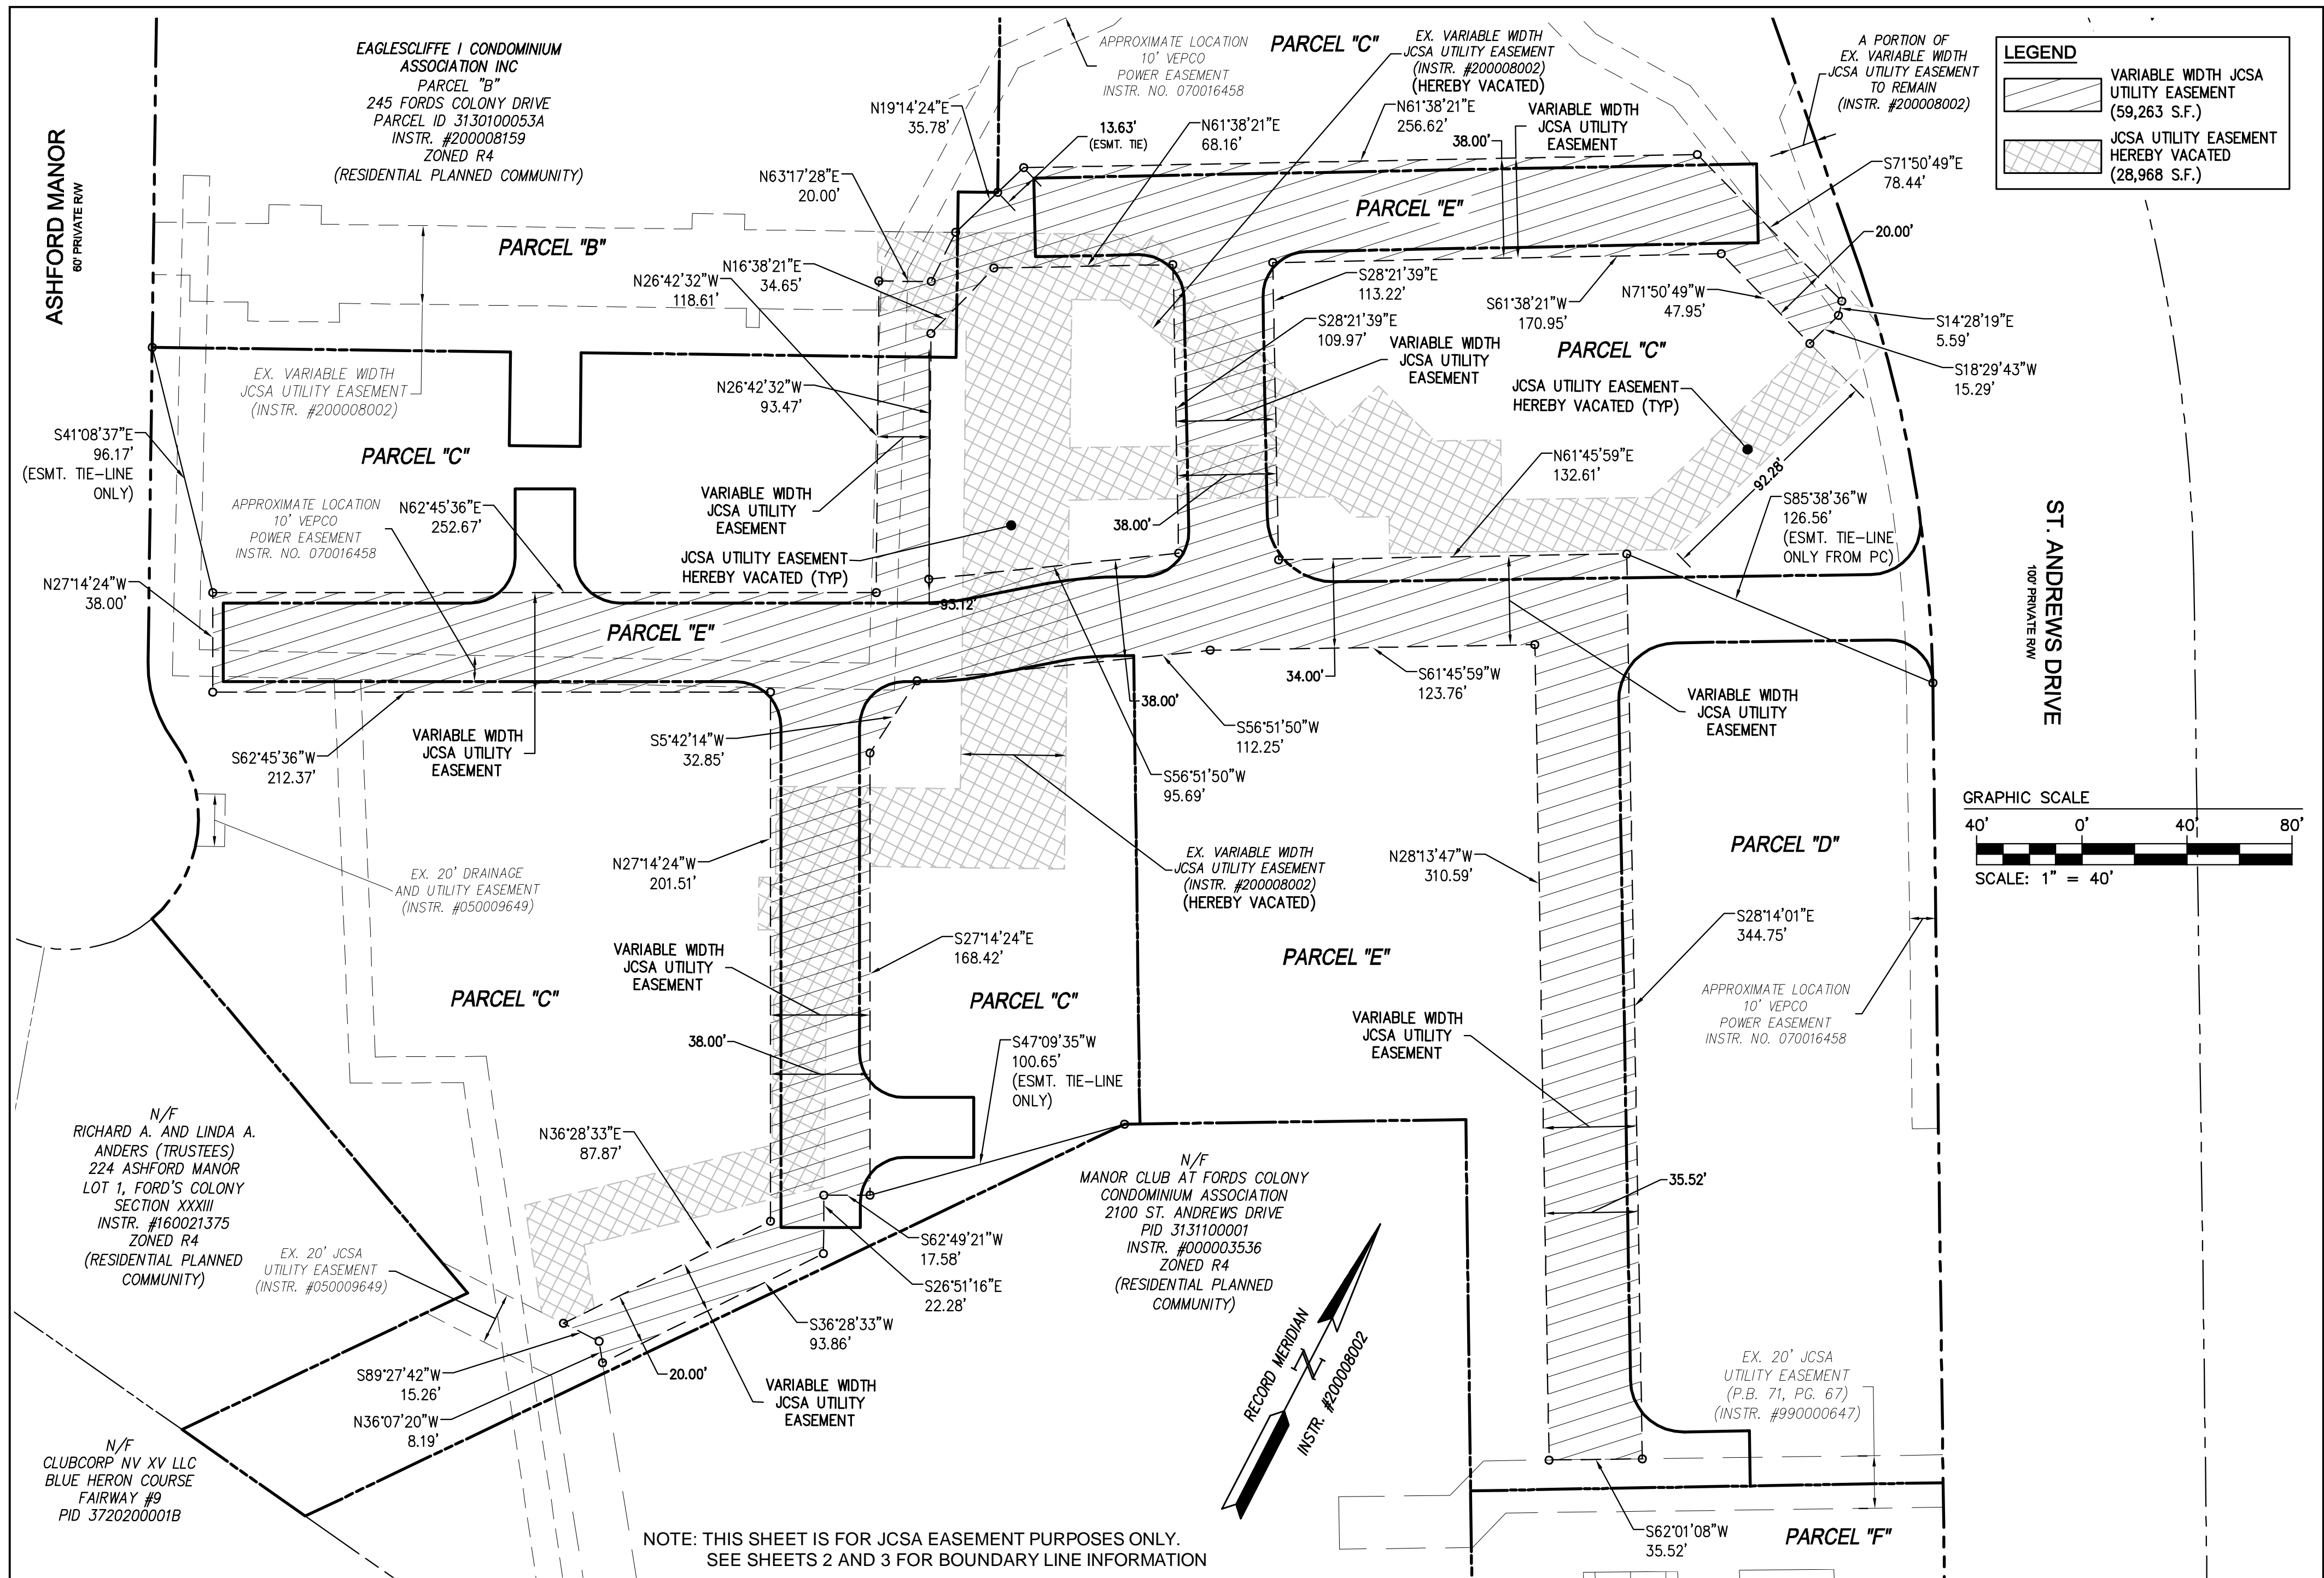 EAGLESCLIFFE I CONDOMINIUM
ASSOCIATION INC
PARCEL "B"
245 FORDS COLONY DRIVE
PARCEL ID 3130100053A
INSTR. #200008159
ZONED R4
(RESIDENTIAL PLANNED COMMUNITY)
ASHFORD MANOR
60' PRIVATE R/W
PARCEL "B"
APPROXIMATE LOCATION
10' VEPCO
POWER EASEMENT
INSTR. NO. 070016458
PARCEL "C"
EX. VARIABLE WIDTH
JCSA UTILITY EASEMENT
(INSTR. #200008002)
(HEREBY VACATED)
A PORTION OF
EX. VARIABLE WIDTH
JCSA UTILITY EASEMENT
TO REMAIN
(INSTR. #200008002)
LEGEND
VARIABLE WIDTH JCSA
UTILITY EASEMENT
(59,263 S.F.)
JCSA UTILITY EASEMENT
HEREBY VACATED
(28,968 S.F.)
N19°14'24"E
35.78'
13.63'
(ESMT. TIE)
N61°38'21"E
68.16'
N61°38'21"E
256.62'
38.00'
VARIABLE WIDTH
JCSA UTILITY
EASEMENT
S71°50'49"E
78.44'
N63°17'28"E
20.00'
PARCEL "E"
20.00'
N26°42'32"W
118.61'
N16°38'21"E
34.65'
S28°21'39"E
113.22'
S61°38'21"W
170.95'
N71°50'49"W
47.95'
S14°28'19"E
5.59'
S28°21'39"E
109.97'
VARIABLE WIDTH
JCSA UTILITY
EASEMENT
PARCEL "C"
S18°29'43"W
15.29'
EX. VARIABLE WIDTH
JCSA UTILITY EASEMENT
(INSTR. #200008002)
N26°42'32"W
93.47'
JCSA UTILITY EASEMENT
HEREBY VACATED (TYP)
S41°08'37"E
96.17'
(ESMT. TIE-LINE
ONLY)
PARCEL "C"
N61°45'59"E
132.61'
92.28'
APPROXIMATE LOCATION
10' VEPCO
POWER EASEMENT
INSTR. NO. 070016458
N62°45'36"E
252.67'
VARIABLE WIDTH
JCSA UTILITY
EASEMENT
38.00'
S85°38'36"W
126.56'
(ESMT. TIE-LINE
ONLY FROM PC)
JCSA UTILITY EASEMENT
HEREBY VACATED (TYP)
ST. ANDREWS DRIVE
100' PRIVATE R/W
N27°14'24"W
38.00'
95.12'
PARCEL "E"
34.00'
S61°45'59"W
123.76'
38.00'
VARIABLE WIDTH
JCSA UTILITY
EASEMENT
S62°45'36"W
212.37'
VARIABLE WIDTH
JCSA UTILITY
EASEMENT
S5°42'14"W
32.85'
S56°51'50"W
112.25'
S56°51'50"W
95.69'
GRAPHIC SCALE
40' 0' 40' 80'
SCALE: 1" = 40'
EX. 20' DRAINAGE
AND UTILITY EASEMENT
(INSTR. #050009649)
N27°14'24"W
201.51'
EX. VARIABLE WIDTH
JCSA UTILITY EASEMENT
(INSTR. #200008002)
(HEREBY VACATED)
N28°13'47"W
310.59'
PARCEL "D"
S28°14'01"E
344.75'
S27°14'24"E
168.42'
VARIABLE WIDTH
JCSA UTILITY
EASEMENT
PARCEL "E"
PARCEL "C"
PARCEL "C"
APPROXIMATE LOCATION
10' VEPCO
POWER EASEMENT
INSTR. NO. 070016458
38.00'
S47°09'35"W
100.65'
(ESMT. TIE-LINE
ONLY)
VARIABLE WIDTH
JCSA UTILITY
EASEMENT
N/F
RICHARD A. AND LINDA A.
ANDERS (TRUSTEES)
224 ASHFORD MANOR
LOT 1, FORD'S COLONY
SECTION XXXIII
INSTR. #160021375
ZONED R4
(RESIDENTIAL PLANNED
COMMUNITY)
N36°28'33"E
87.87'
N/F
MANOR CLUB AT FORDS COLONY
CONDOMINIUM ASSOCIATION
2100 ST. ANDREWS DRIVE
PID 3131100001
INSTR. #000003536
ZONED R4
(RESIDENTIAL PLANNED
COMMUNITY)
35.52'
EX. 20' JCSA
UTILITY EASEMENT
(INSTR. #050009649)
S62°49'21"W
17.58'
S26°51'16"E
22.28'
S36°28'33"W
93.86'
S89°27'42"W
15.26'
20.00'
VARIABLE WIDTH
JCSA UTILITY
EASEMENT
N36°07'20"W
8.19'
RECORD MERIDIAN
N
INSTR. #200008002
EX. 20' JCSA
UTILITY EASEMENT
(P.B. 71, PG. 67)
(INSTR. #990000647)
N/F
CLUBCORP NV XV LLC
BLUE HERON COURSE
FAIRWAY #9
PID 3720200001B
S62°01'08"W
35.52'
PARCEL "F"
NOTE: THIS SHEET IS FOR JCSA EASEMENT PURPOSES ONLY.
SEE SHEETS 2 AND 3 FOR BOUNDARY LINE INFORMATION